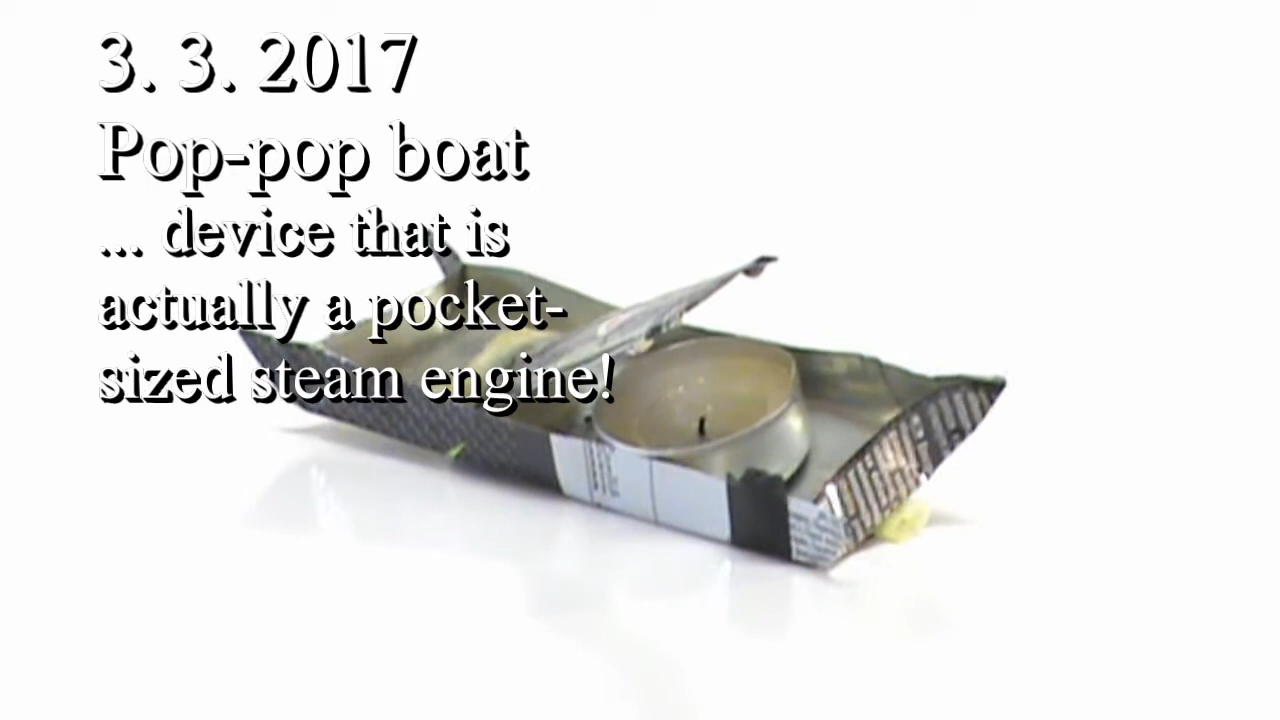 3. 3. 2017
Pop-pop boat
... device that is
actually a pocket-
sized steam engine!